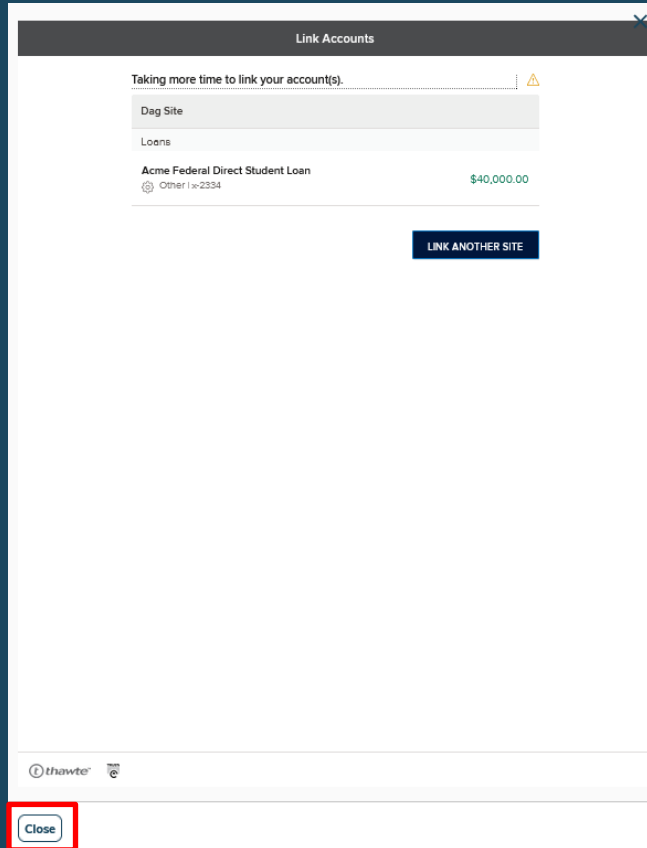 Link Accounts
Taking more time to link your account(s).
Dag Site
Loans
Acme Federal Direct Student Loan
$40,000.00
Other | x-2334
LINK ANOTHER SITE
thawte
Close